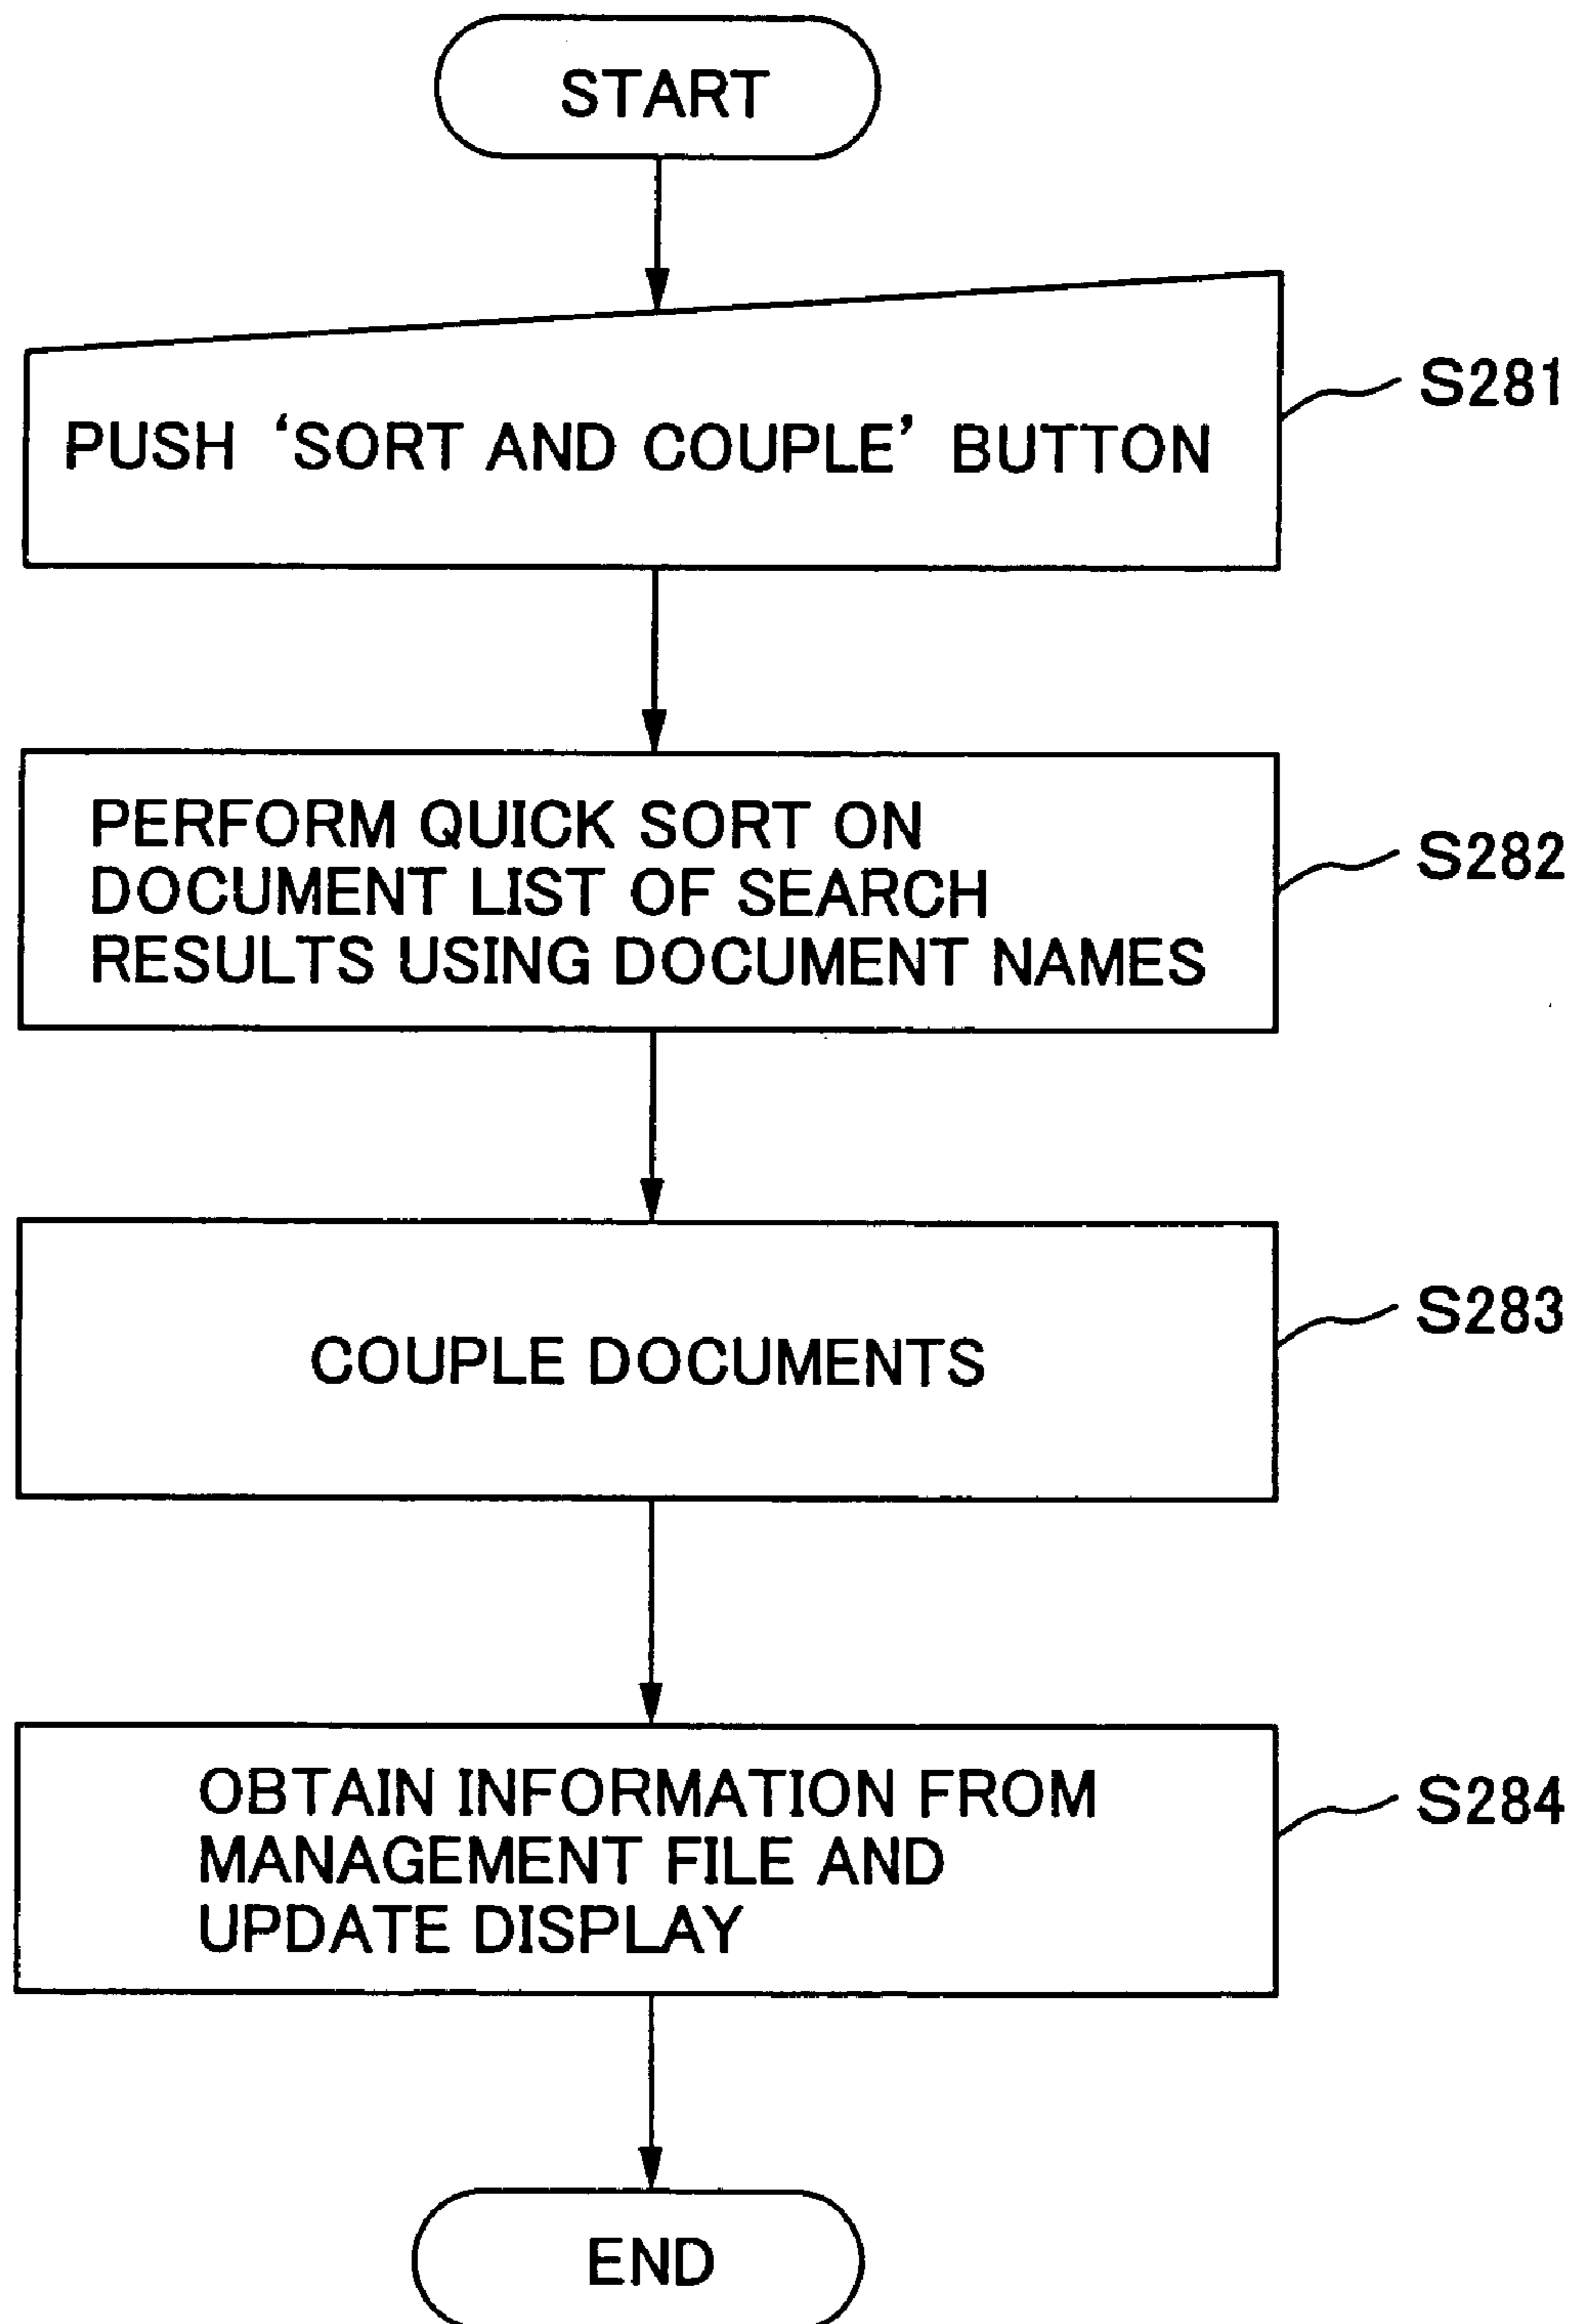 START
PUSH ‘SORT AND COUPLE’ BUTTON
S281
PERFORM QUICK SORT ON
DOCUMENT LIST OF SEARCH
RESULTS USING DOCUMENT NAMES
S282
COUPLE DOCUMENTS
S283
OBTAIN INFORMATION FROM
MANAGEMENT FILE AND
UPDATE DISPLAY
S284
END